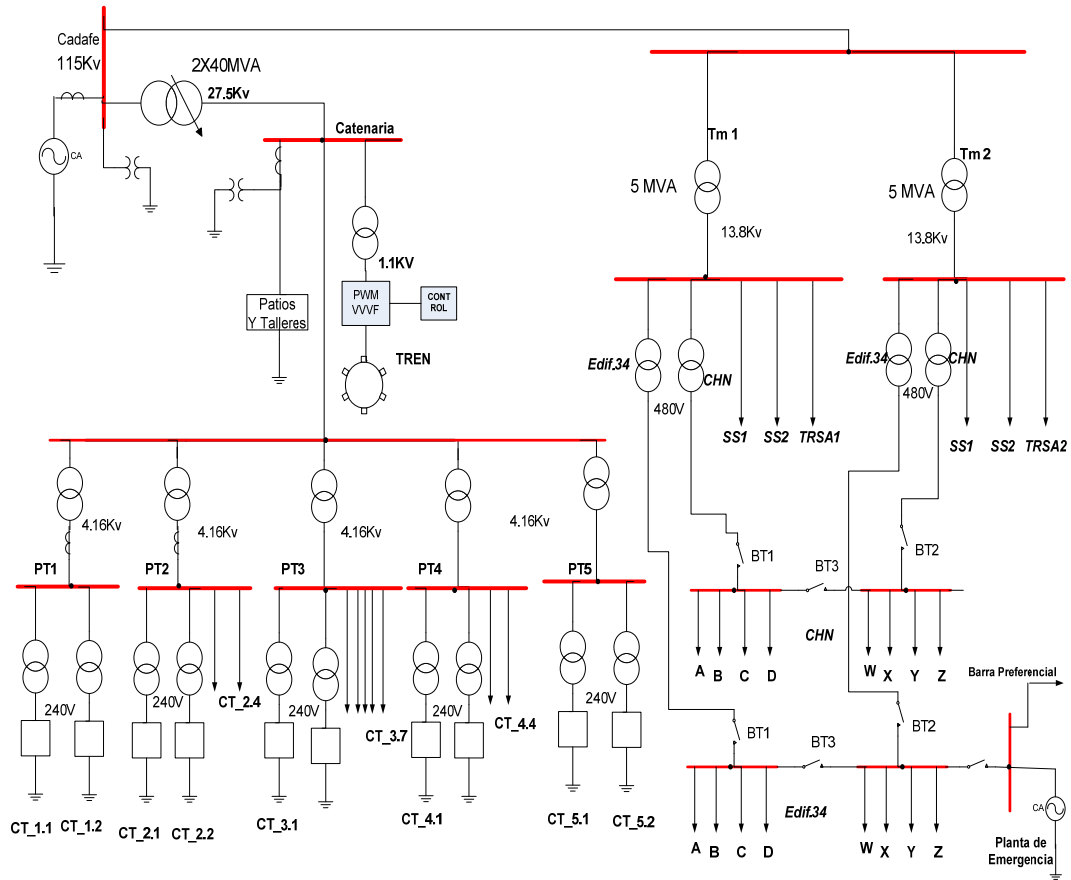 Cadafe
115Kv
2X40MVA
27.5Kv
CA
Catenaria
1.1KV
PWM
VVVF
CONT
ROL
Patios
Y Talleres
TREN
Tm 1
5 MVA
13.8Kv
Tm 2
5 MVA
13.8Kv
Edif.34
CHN
480V
SS1
SS2
TRSA1
Edif.34
CHN
480V
SS1
SS2
TRSA2
4.16Kv
4.16Kv
4.16Kv
4.16Kv
PT1
PT2
PT3
PT4
PT5
240V
240V
240V
240V
CT_2.4
CT_3.7
CT_4.4
CT_1.1
CT_1.2
CT_2.1
CT_2.2
CT_3.1
CT_4.1
CT_5.1
CT_5.2
BT1
BT2
BT3
CHN
A
B
C
D
W
X
Y
Z
BT1
BT2
BT3
Edif.34
A
B
C
D
W
X
Y
Z
Barra Preferencial
CA
Planta de
Emergencia